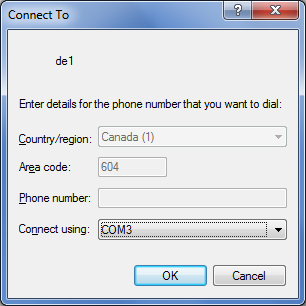 Connect To
?
de1
Enter details for the phone number that you want to dial:
Country/region: Canada (1)
Area code: 604
Phone number:
Connect using: COM3
OK Cancel